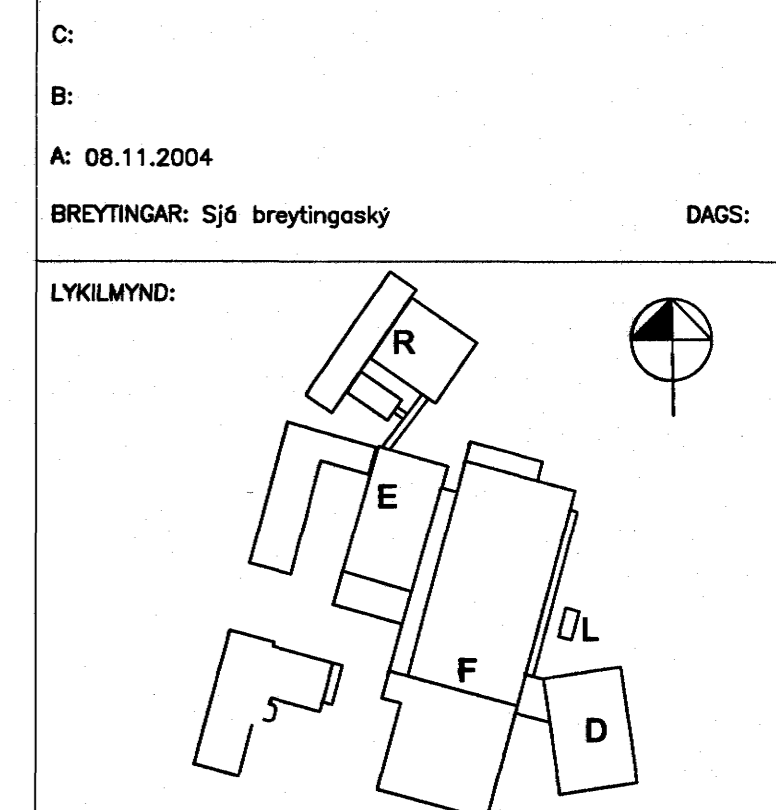 C:
B:
A: 08.11.2004
BREYTINGAR: Sjá breytingaský DAGS:
LYKILMYND:
R
E
L
F
D